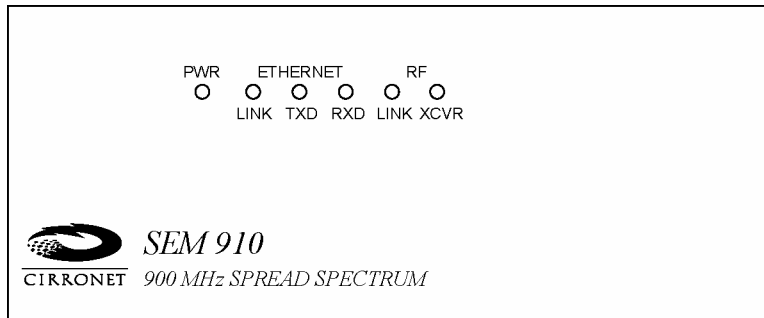 PWR ETHERNET RF
LINK TXD RXD LINK XCVR
SEM 910
CIRRONET 900 MHz SPREAD SPECTRUM